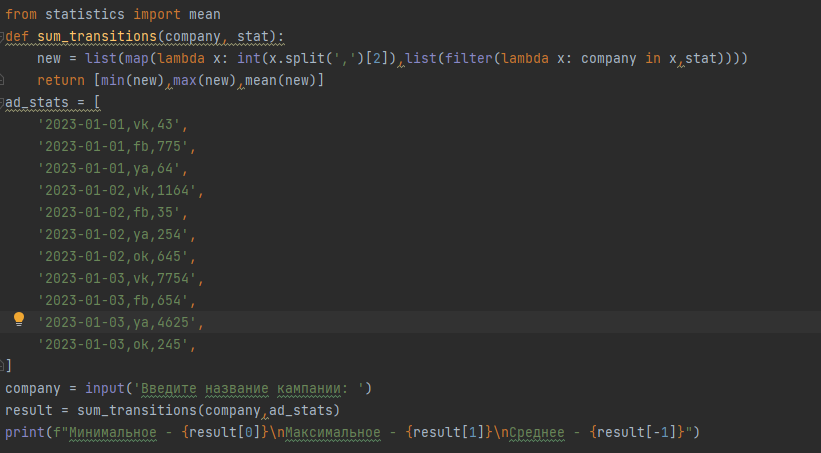 from statistics import mean
def sum_transitions(company, stat):
    new = list(map(lambda x: int(x.split(',')[2]),list(filter(lambda x: company in x,stat))))
    return [min(new),max(new),mean(new)]
ad_stats = [
    '2023-01-01,vk,43',
    '2023-01-01,fb,775',
    '2023-01-01,ya,64',
    '2023-01-02,vk,1164',
    '2023-01-02,fb,35',
    '2023-01-02,ya,254',
    '2023-01-02,ok,645',
    '2023-01-03,vk,7754',
    '2023-01-03,fb,654',
    '2023-01-03,ya,4625',
    '2023-01-03,ok,245',
]
company = input('Введите название кампании: ')
result = sum_transitions(company,ad_stats)
print(f"Минимальное - {result[0]}\nМаксимальное - {result[1]}\nСреднее - {result[-1]}")